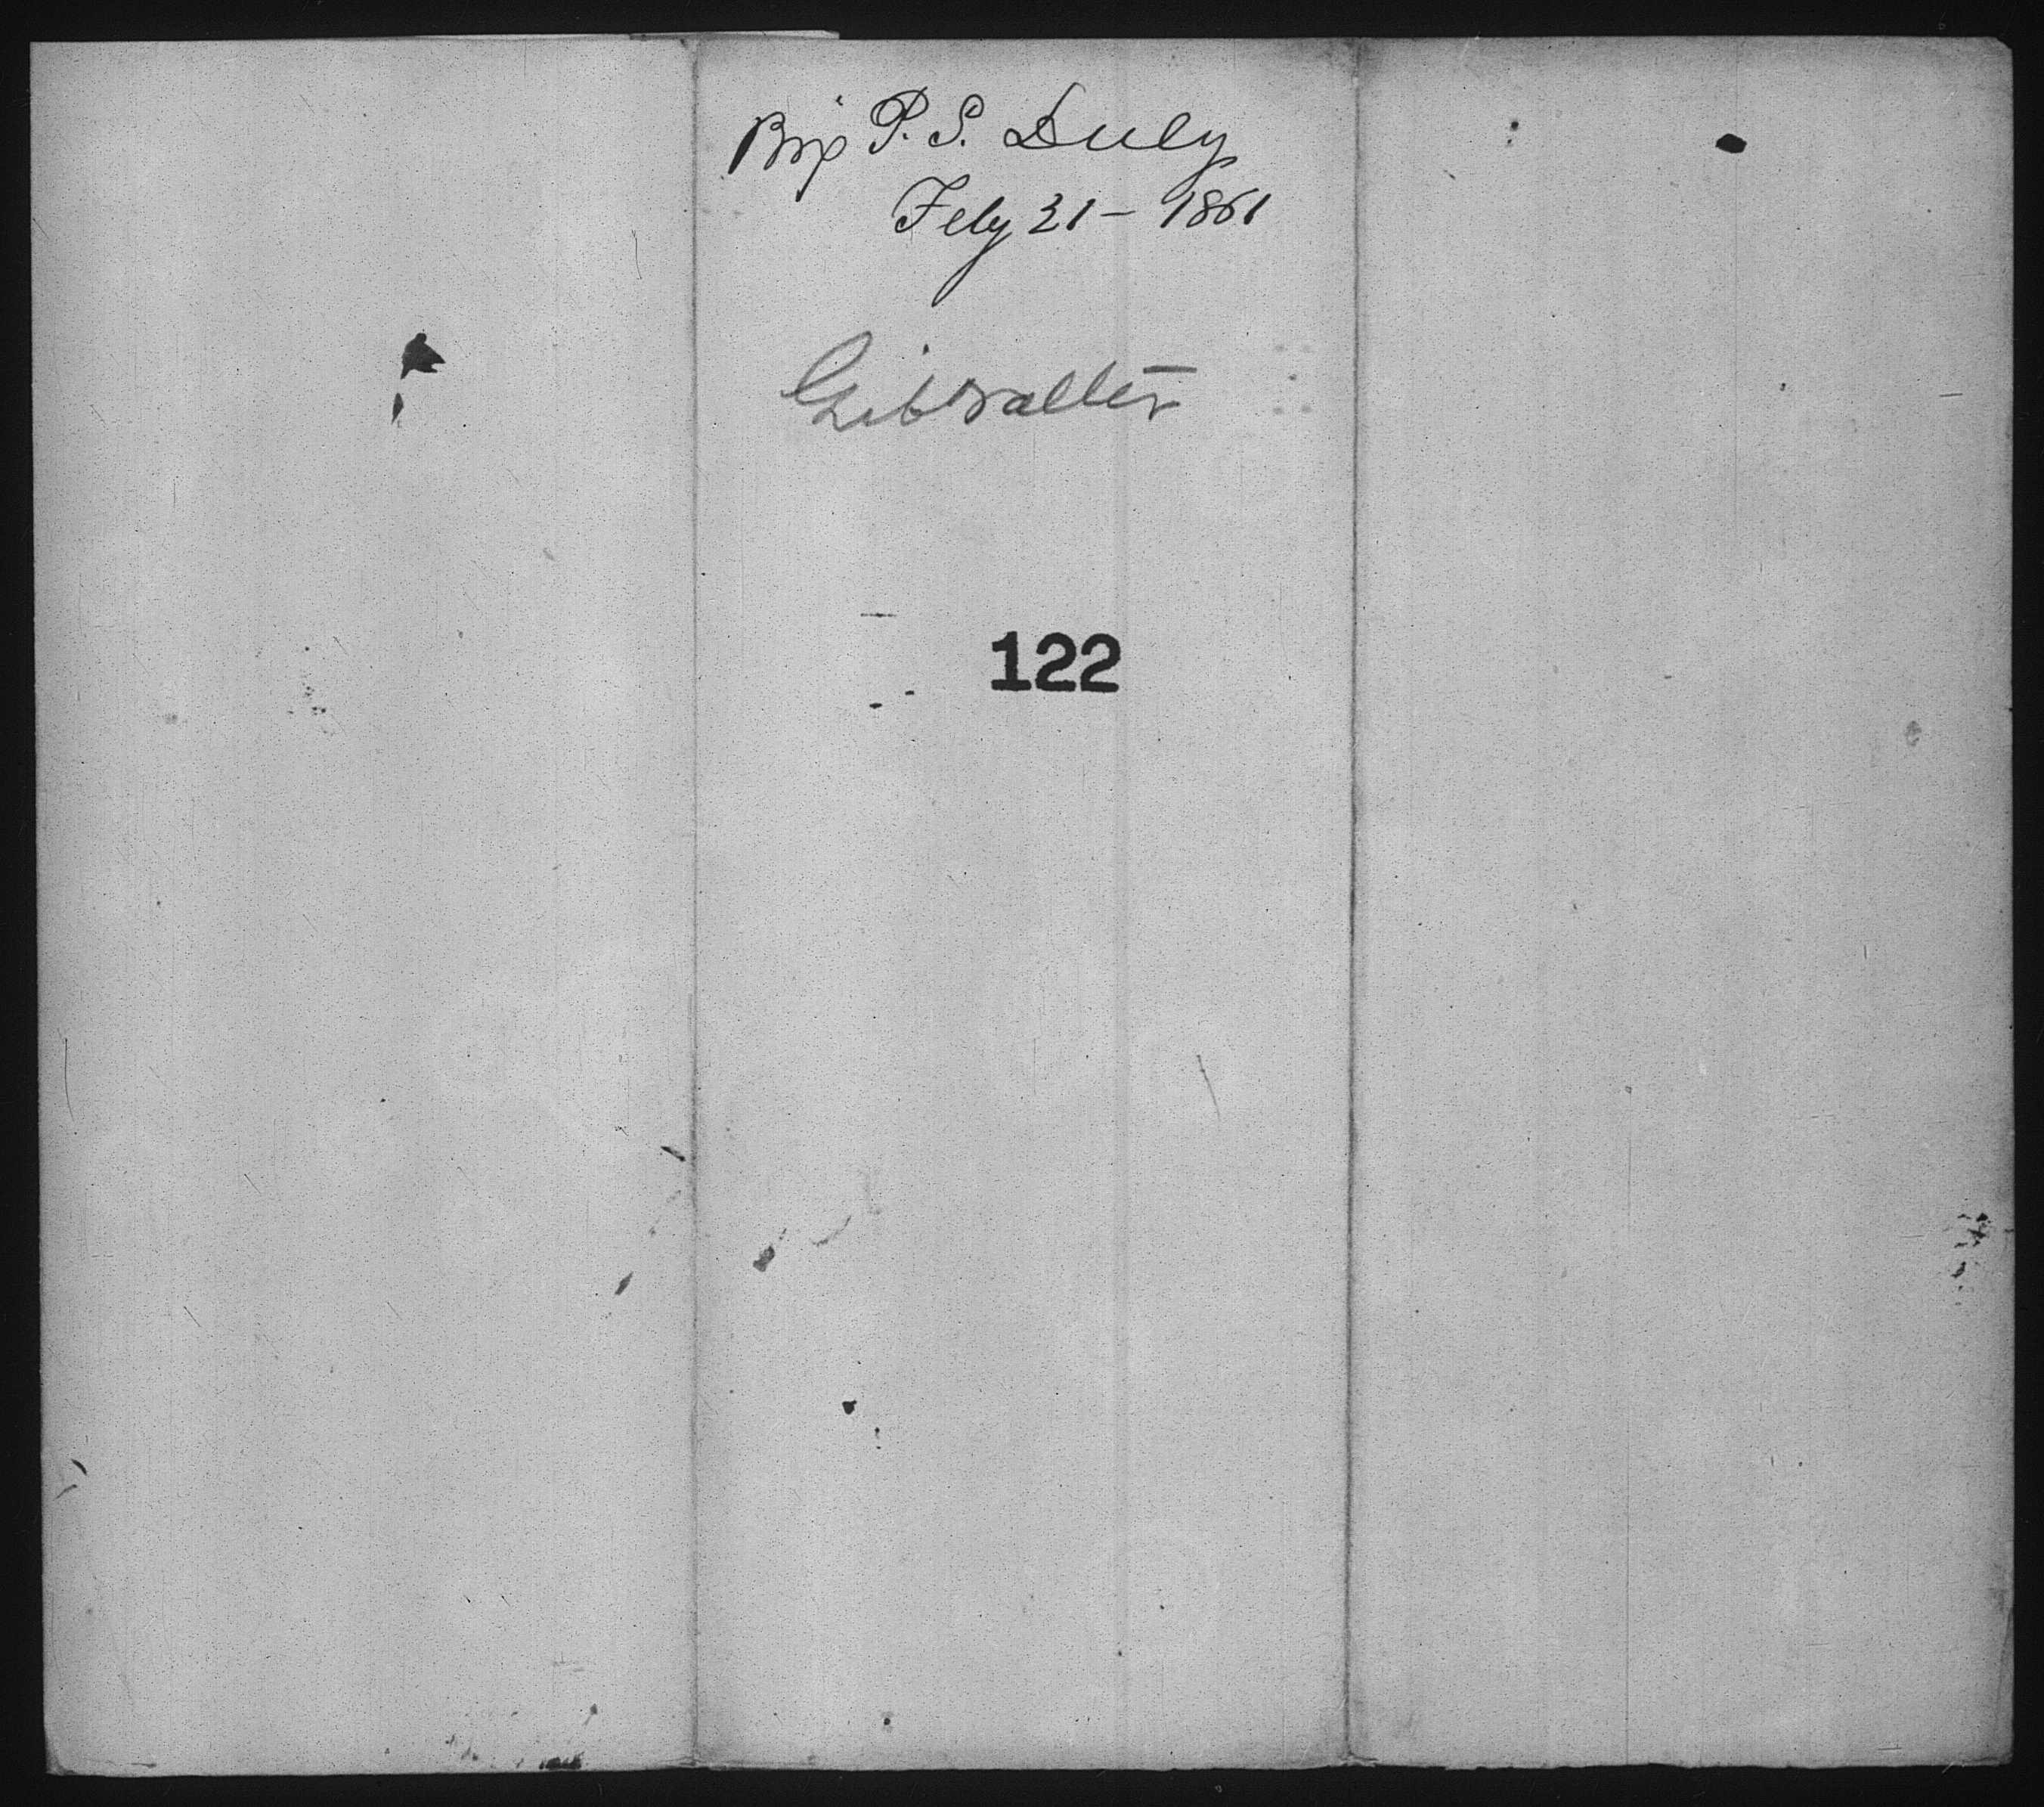 Brig P. S. Duly
Feby 21 - 1861
Gibralter
122